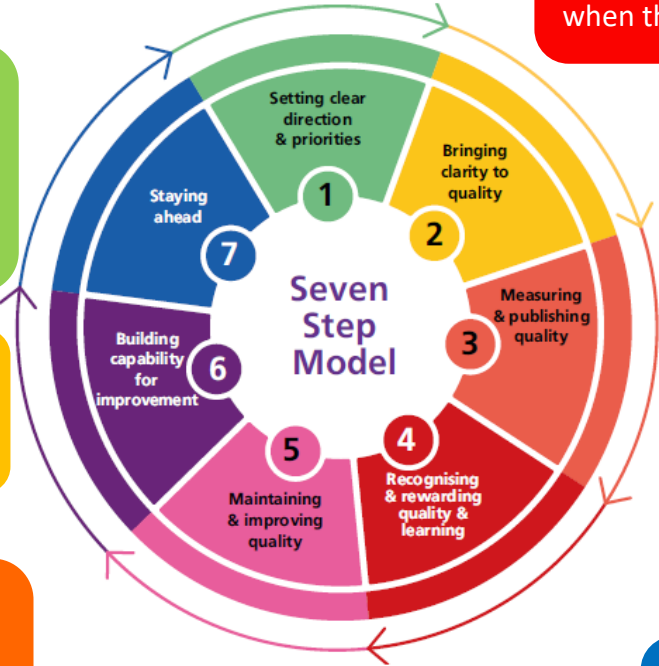 when th
Setting clear
direction
& priorities
1
Bringing
clarity to
quality
2
Measuring
& publishing
quality
3
4
Recognising
& rewarding
quality &
learning
5
Maintaining
& improving
quality
Building
capability
for
improvement
6
Staying
ahead
7
Seven
Step
Model